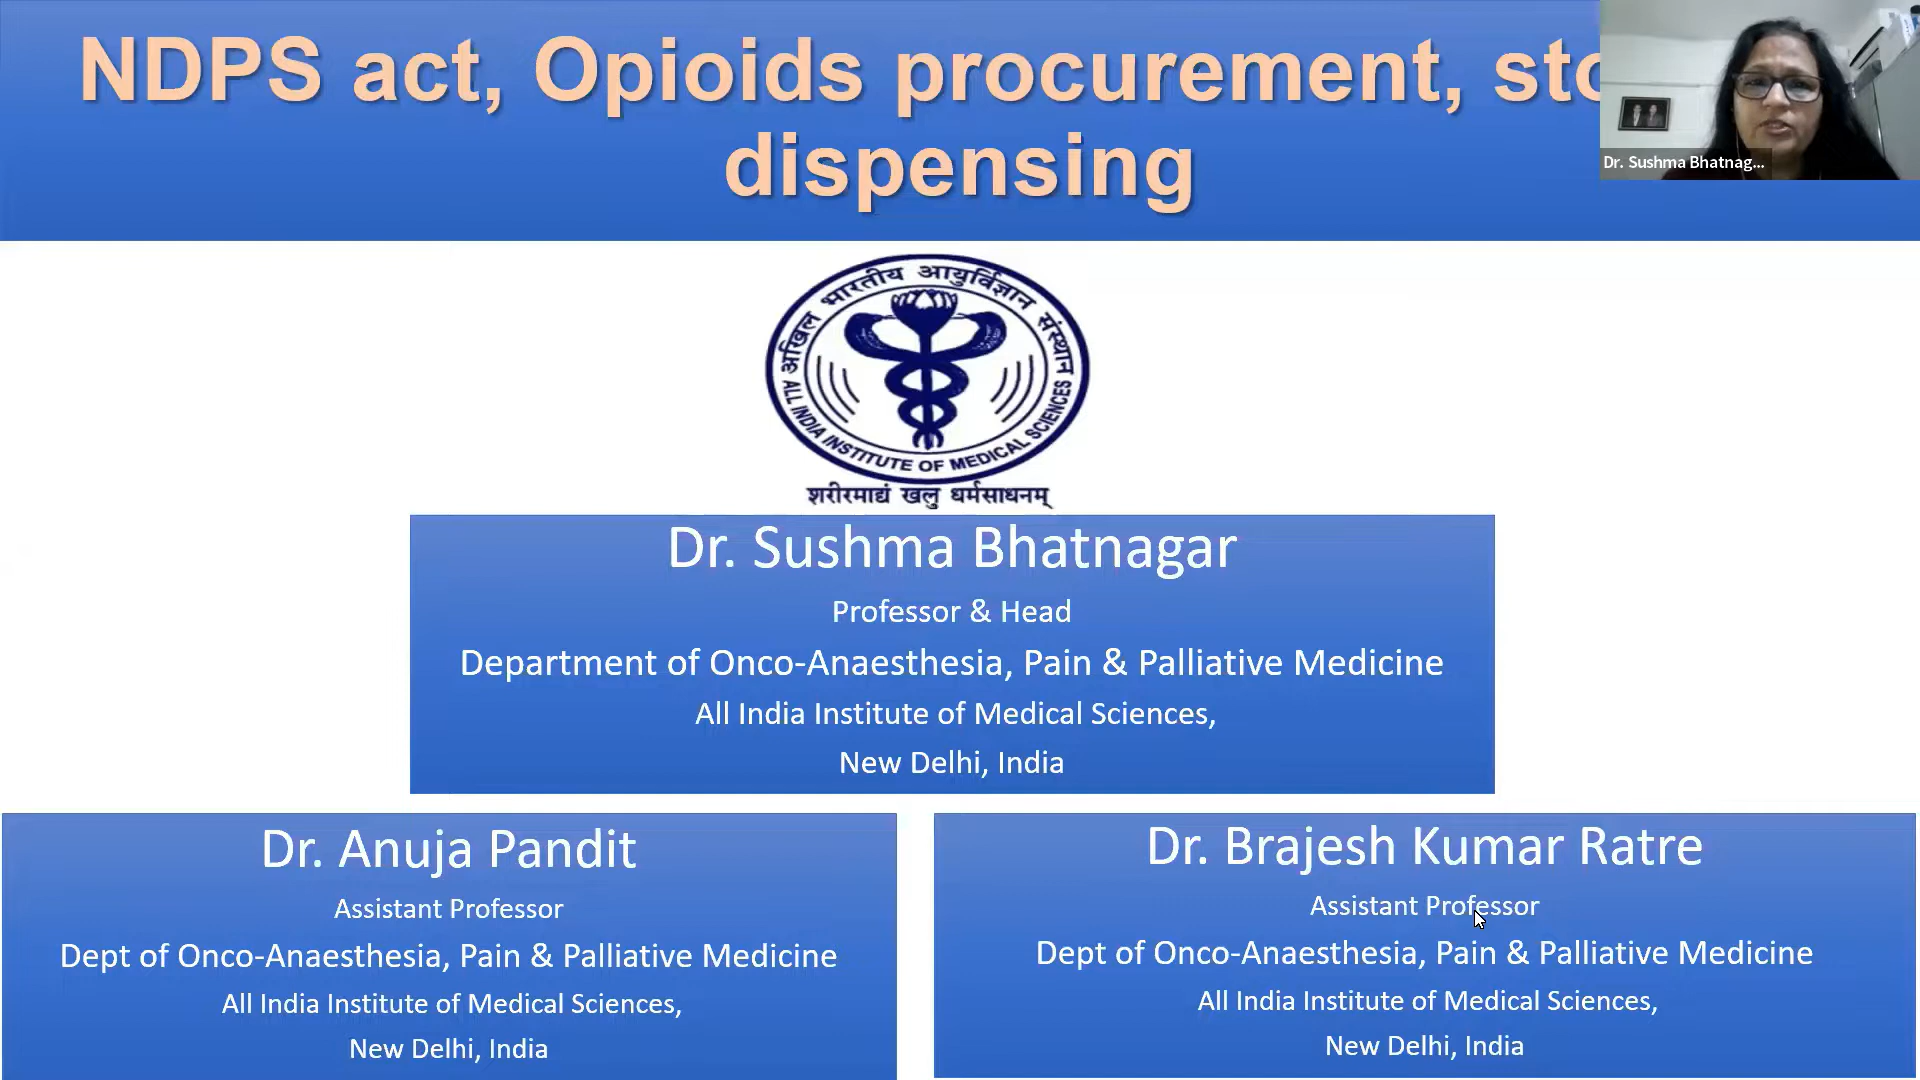 NDPS act, Opioids procurement,
dispensing
Dr. Sushma Bhatnag...
अखिल भारतीय आयुर्विज्ञान संस्थान
ALL INDIA INSTITUTE OF MEDICAL SCIENCES
शरीरमाद्यं खलु धर्मसाधनम्
Dr. Sushma Bhatnagar
Professor & Head
Department of Onco-Anaesthesia, Pain & Palliative Medicine
All India Institute of Medical Sciences,
New Delhi, India
Dr. Anuja Pandit
Assistant Professor
Dept of Onco-Anaesthesia, Pain & Palliative Medicine
All India Institute of Medical Sciences,
New Delhi, India
Dr. Brajesh Kumar Ratre
Assistant Professor
Dept of Onco-Anaesthesia, Pain & Palliative Medicine
All India Institute of Medical Sciences,
New Delhi, India